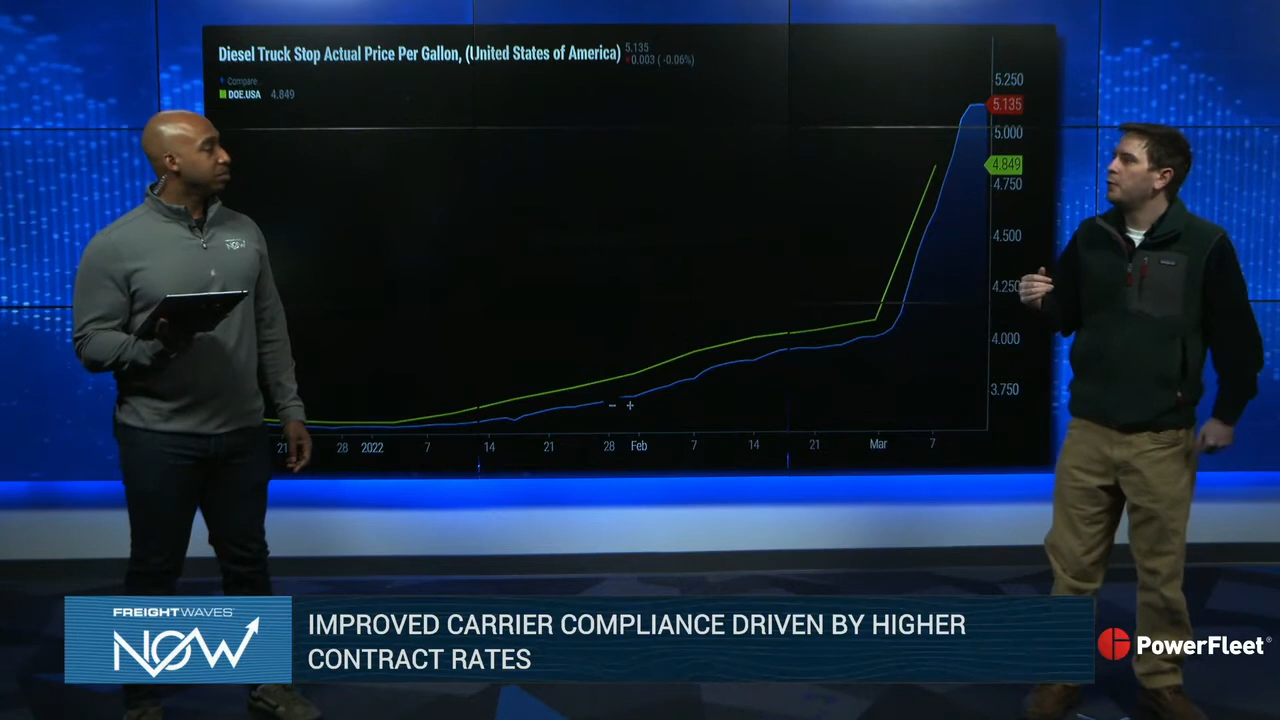 Diesel Truck Stop Actual Price Per Gallon, (United States of America) 5.135
0.003 ( -0.06%)
Compare
DOE.USA 4.849
5.250
5.135
5.000
4.849
4.750
4.500
4.250
4.000
3.750
21 28 2022 7 14 21 28 Feb 7 14 21 Mar 7
NOW
FREIGHTWAVES
NOW
IMPROVED CARRIER COMPLIANCE DRIVEN BY HIGHER
CONTRACT RATES
PowerFleet®